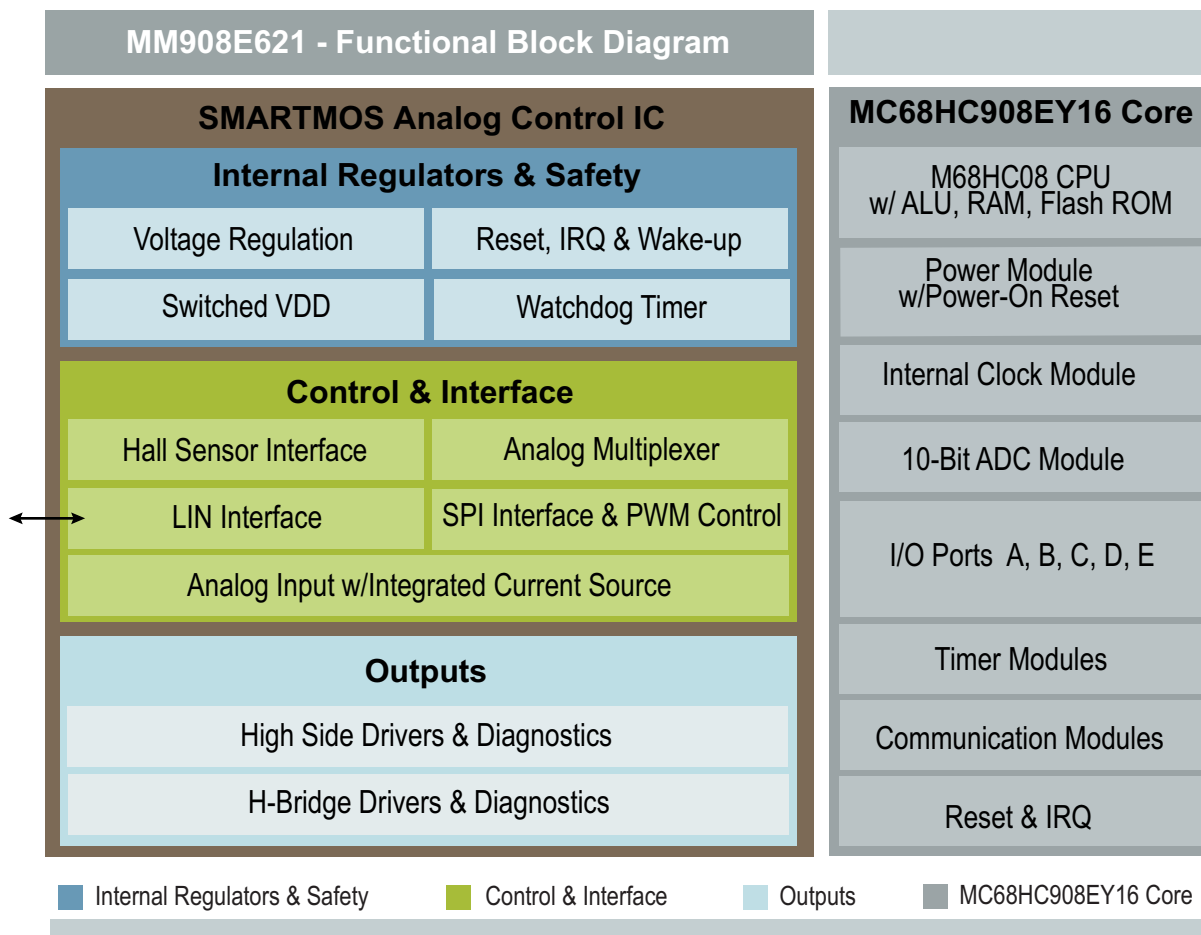 MM908E621 - Functional Block Diagram
SMARTMOS Analog Control IC
Internal Regulators & Safety
Voltage Regulation
Reset, IRQ & Wake-up
Switched VDD
Watchdog Timer
Control & Interface
Hall Sensor Interface
Analog Multiplexer
LIN Interface
SPI Interface & PWM Control
Analog Input w/Integrated Current Source
Outputs
High Side Drivers & Diagnostics
H-Bridge Drivers & Diagnostics
MC68HC908EY16 Core
M68HC08 CPU
w/ ALU, RAM, Flash ROM
Power Module
w/Power-On Reset
Internal Clock Module
10-Bit ADC Module
I/O Ports A, B, C, D, E
Timer Modules
Communication Modules
Reset & IRQ
Internal Regulators & Safety
Control & Interface
Outputs
MC68HC908EY16 Core